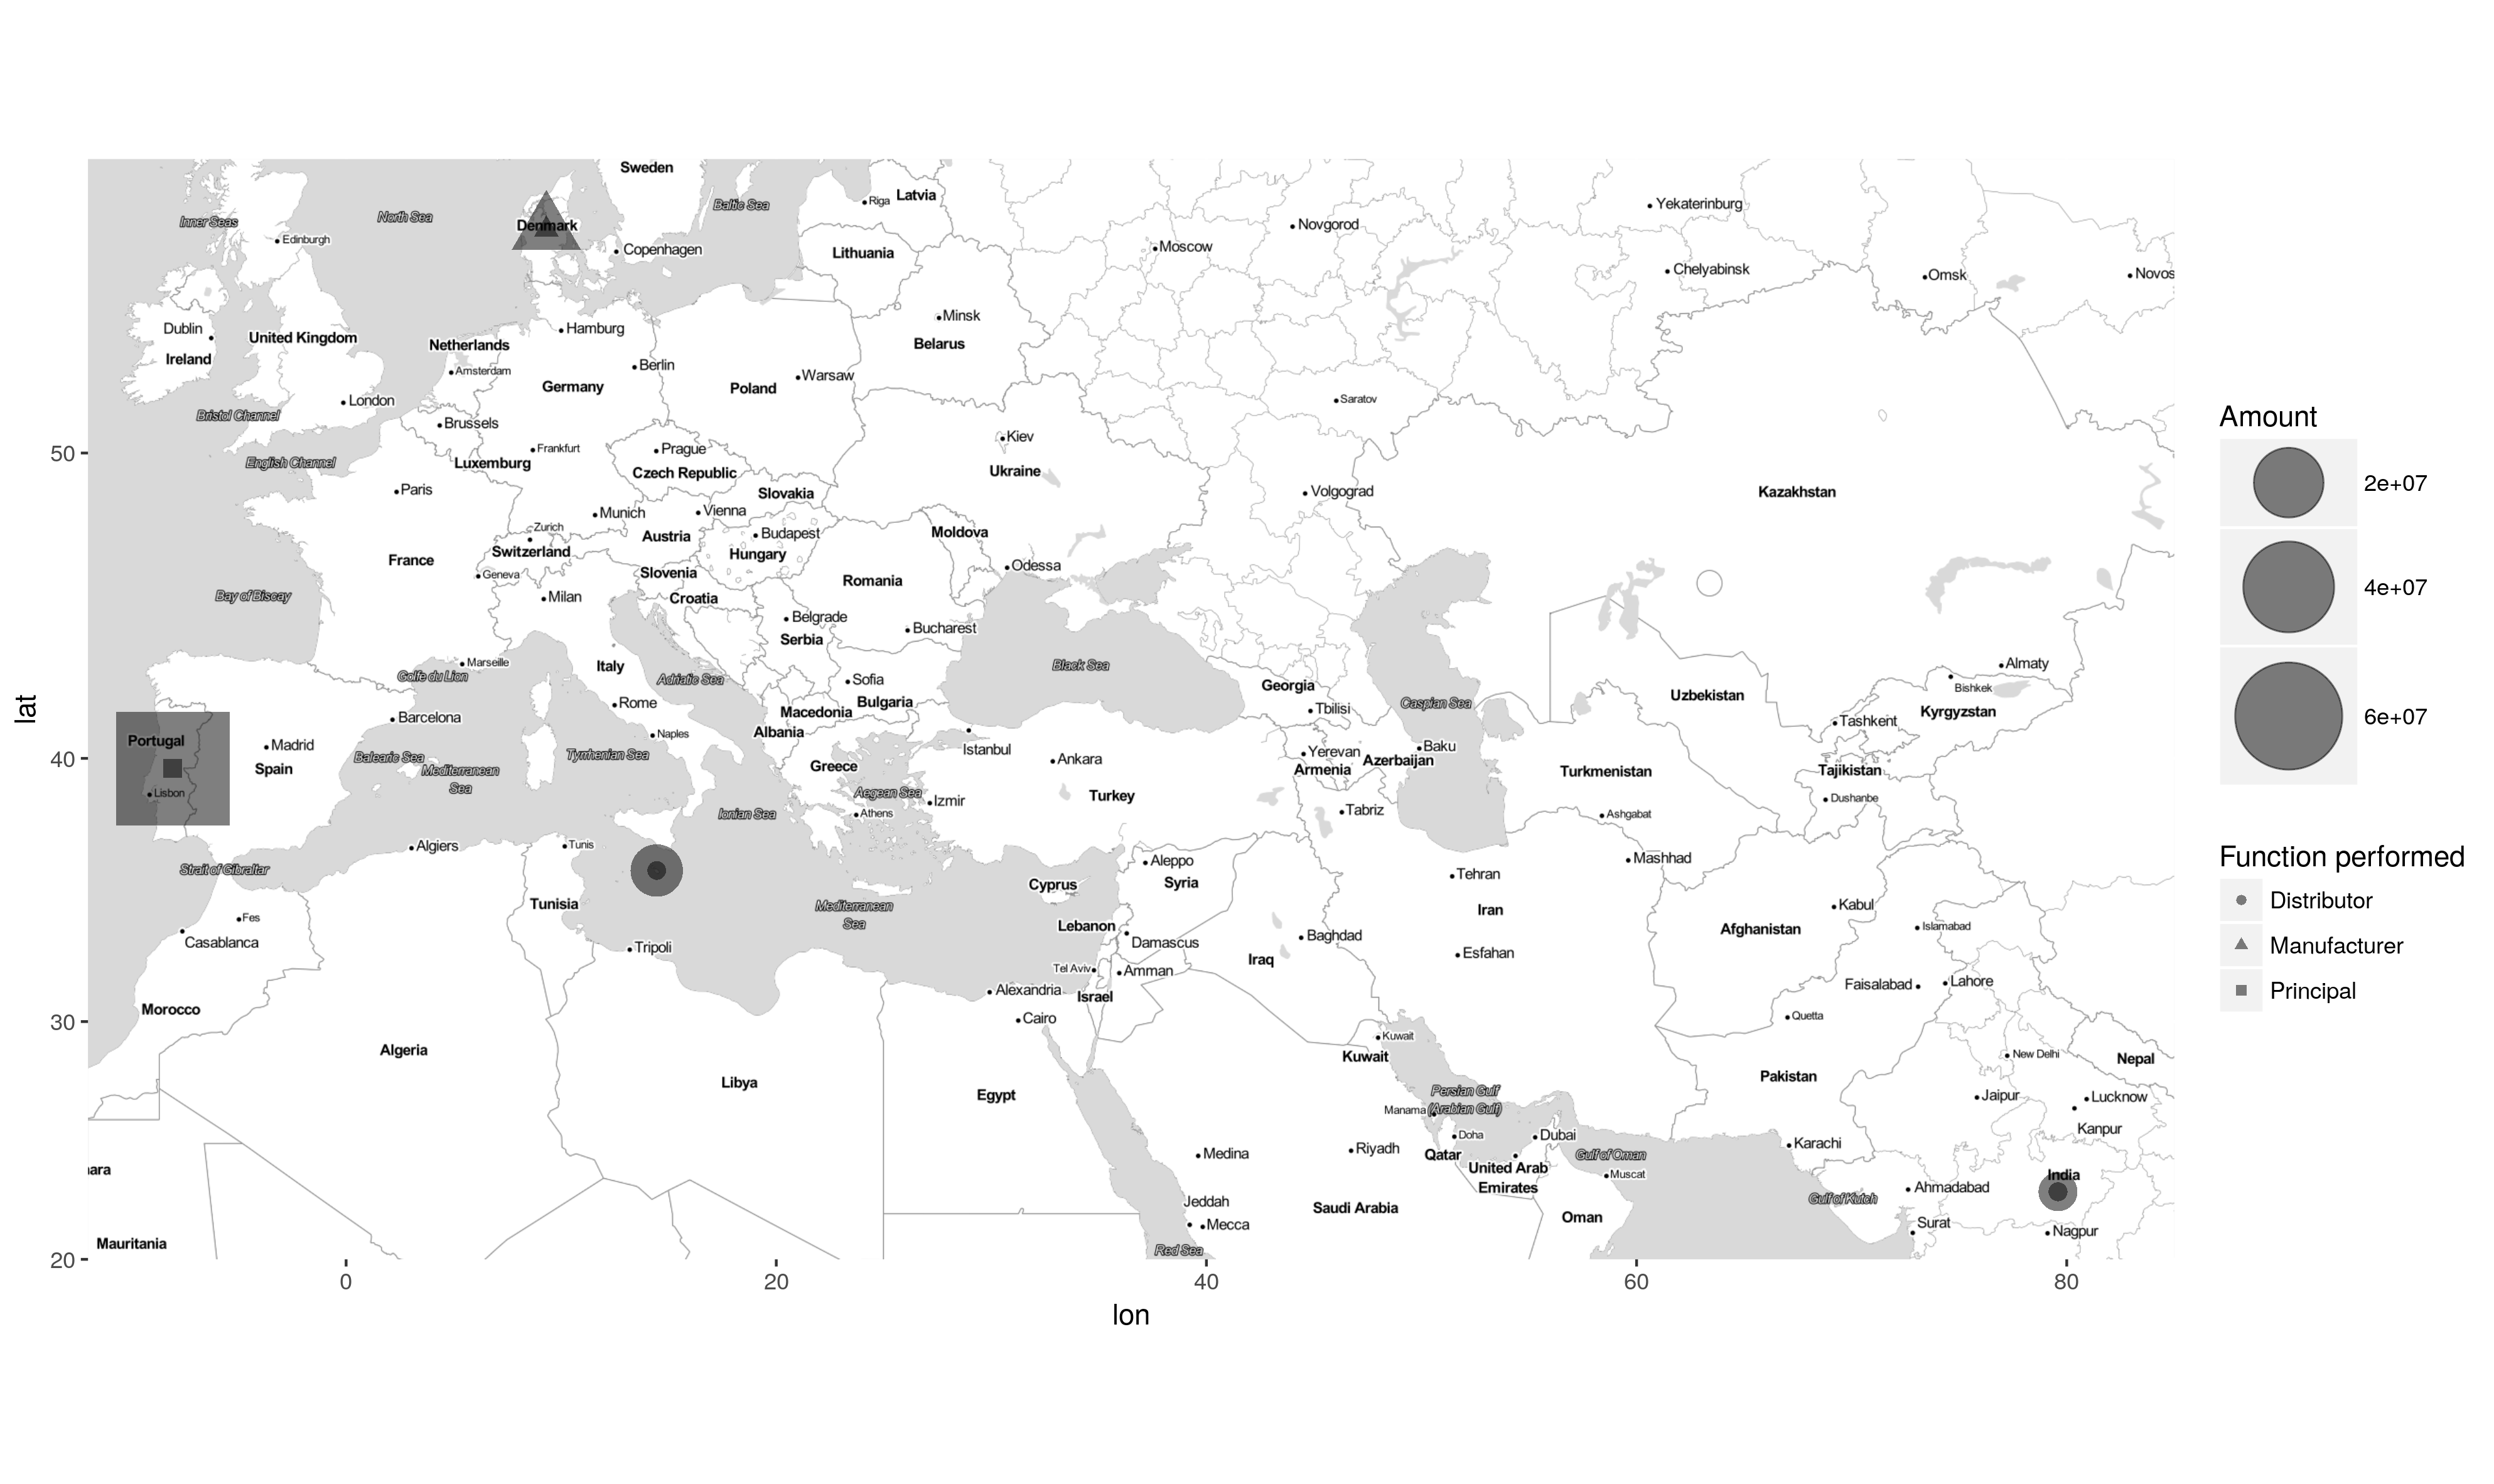 Sweden
Latvia
Riga
Baltic Sea
Inner Seas
North Sea
Denmark
Edinburgh
Copenhagen
Lithuania
Moscow
Novgorod
Yekaterinburg
Chelyabinsk
Omsk
Novos
Dublin
Ireland
United Kingdom
Netherlands
Hamburg
Minsk
Belarus
Amsterdam
Berlin
Germany
Poland
Warsaw
London
Bristol Channel
Brussels
Saratov
English Channel
Frankfurt
Luxemburg
Prague
Czech Republic
Kiev
Ukraine
Paris
Slovakia
Volgograd
Kazakhstan
Munich
Vienna
Zurich
Switzerland
Austria
Budapest
Hungary
Moldova
France
Geneva
Slovenia
Romania
Odessa
Bay of Biscay
Milan
Croatia
Belgrade
Serbia
Bucharest
Marseille
Golfe du Lion
Italy
Adriatic Sea
Sofia
Bulgaria
Black Sea
Georgia
Tbilisi
Caspian Sea
Uzbekistan
Almaty
Bishkek
Kyrgyzstan
Tashkent
Portugal
Lisbon
Madrid
Spain
Barcelona
Balearic Sea
Mediterranean
Sea
Rome
Naples
Tyrrhenian Sea
Macedonia
Albania
Greece
Istanbul
Ankara
Yerevan
Armenia
Azerbaijan
Baku
Turkmenistan
Tajikistan
Dushanbe
Aegean Sea
Izmir
Athens
Turkey
Ionian Sea
Tabriz
Ashgabat
Strait of Gibraltar
Algiers
Tunis
Tunisia
Aleppo
Syria
Cyprus
Tehran
Mashhad
Iran
Kabul
Afghanistan
Islamabad
Fes
Casablanca
Mediterranean
Sea
Lebanon
Damascus
Tripoli
Baghdad
Iraq
Esfahan
Tel Aviv
Amman
Alexandria
Israel
Faisalabad
Lahore
Morocco
Cairo
Quetta
Algeria
Kuwait
Kuwait
New Delhi
Nepal
Libya
Egypt
Persian Gulf
(Arabian Gulf)
Manama
Pakistan
Jaipur
Lucknow
Kanpur
Doha
Dubai
Karachi
Medina
Riyadh
Qatar
United Arab
Emirates
Gulf of Oman
Muscat
ara
India
Ahmadabad
Gulf of Kutch
Jeddah
Mecca
Saudi Arabia
Oman
Surat
Nagpur
Mauritania
Red Sea
50
40
30
20
lat
0
20
40
60
80
lon
Amount
2e+07
4e+07
6e+07
Function performed
Distributor
Manufacturer
Principal